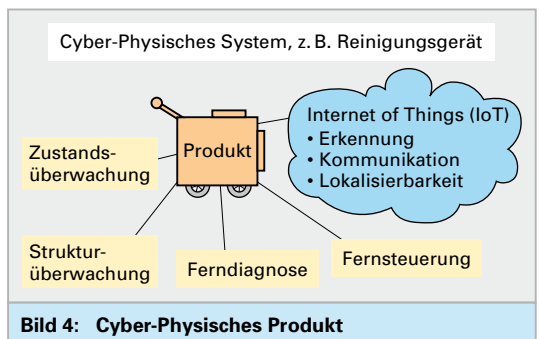 Cyber-Physisches System, z. B. Reinigungsgerät
Internet of Things (IoT)
• Erkennung
• Kommunikation
• Lokalisierbarkeit
Produkt
Zustands-
überwachung
Struktur-
überwachung
Ferndiagnose
Fernsteuerung
Bild 4: Cyber-Physisches Produkt